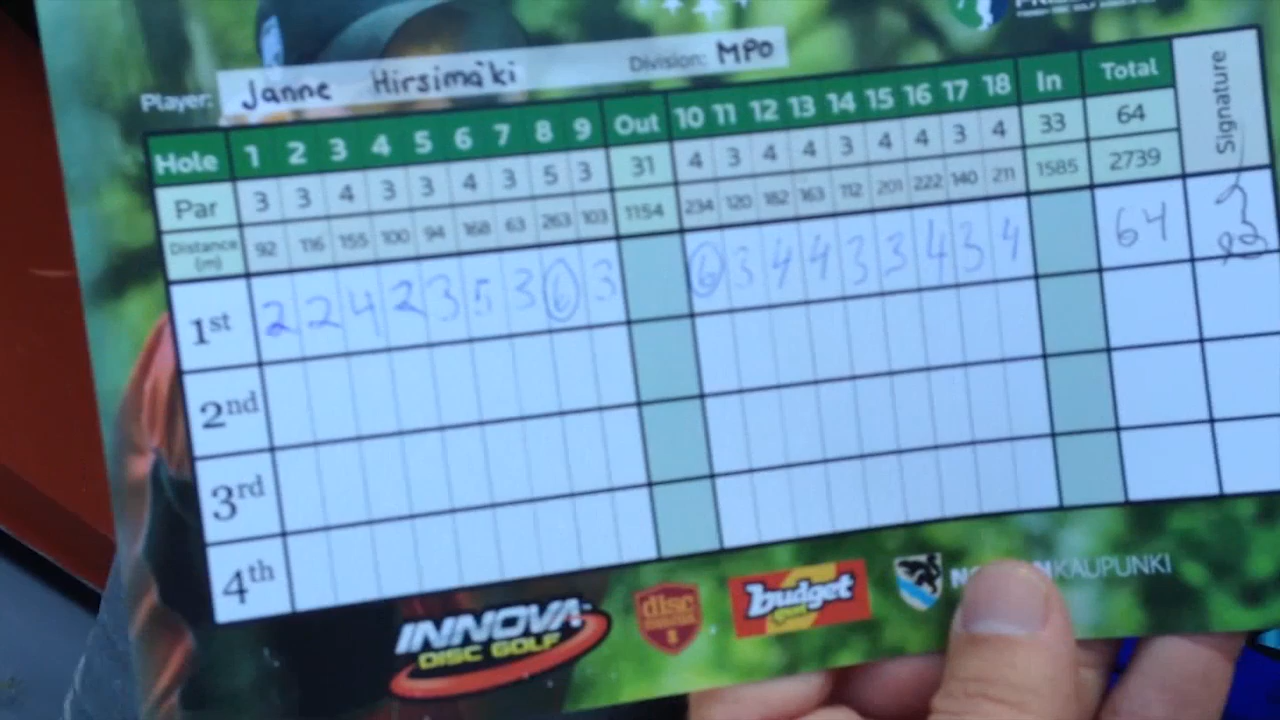 Player: Janne Hirsimäki Division: MPO
Hole 1 2 3 4 5 6 7 8 9 Out 10 11 12 13 14 15 16 17 18 In Total Signature
Par 3 3 4 3 3 4 3 5 3 31 4 3 4 4 3 4 4 3 4 33 64
Distance (m) 92 116 155 100 94 168 63 263 103 1154 234 120 182 163 112 201 222 140 211 1585 2739
1st 2 2 4 2 3 5 3 6 3 6 3 4 4 3 3 4 3 4 64
2nd
3rd
4th
INNOVA
DISC GOLF
disc
budget
KAUPUNKI